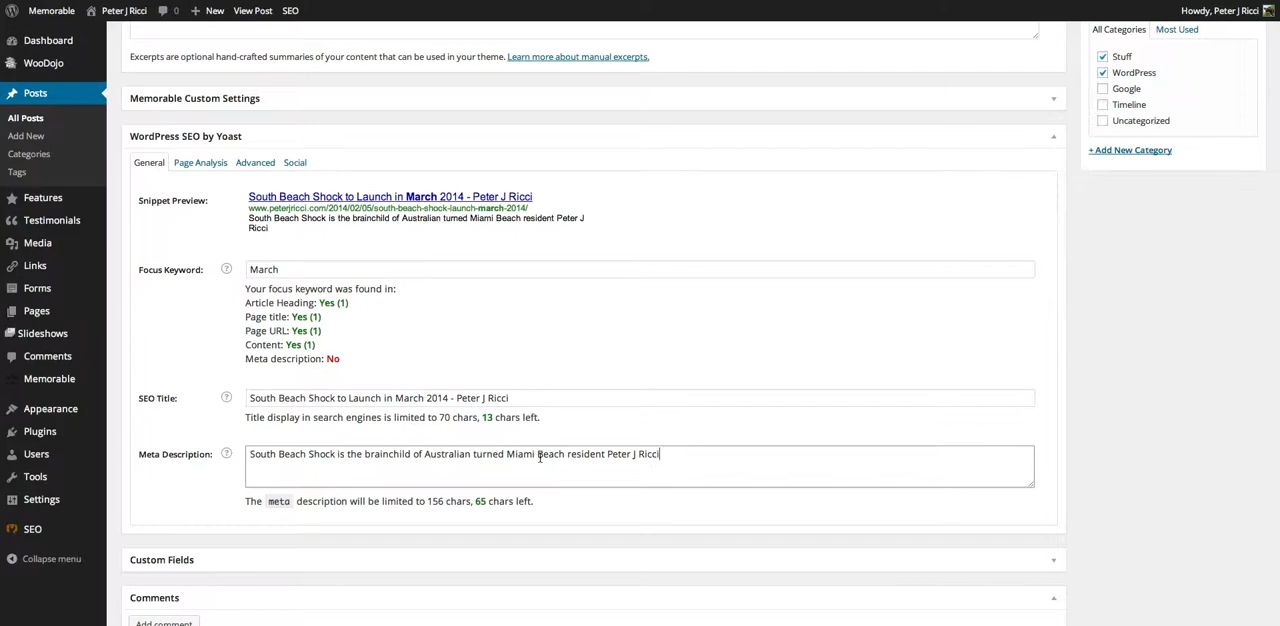 Memorable Peter J Ricci 0 New View Post SEO Howdy, Peter J Ricci
Dashboard
WooDojo
Posts
All Posts
Add New
Categories
Tags
Features
Testimonials
Media
Links
Forms
Pages
Slideshows
Comments
Memorable
Appearance
Plugins
Users
Tools
Settings
SEO
Collapse menu
Excerpts are optional hand-crafted summaries of your content that can be used in your theme. Learn more about manual excerpts.
Memorable Custom Settings
WordPress SEO by Yoast
General Page Analysis Advanced Social
Snippet Preview:
South Beach Shock to Launch in March 2014 - Peter J Ricci
www.peterjricci.com/2014/02/05/south-beach-shock-launch-march-2014/
South Beach Shock is the brainchild of Australian turned Miami Beach resident Peter J
Ricci
Focus Keyword: ? March
Your focus keyword was found in:
Article Heading: Yes (1)
Page title: Yes (1)
Page URL: Yes (1)
Content: Yes (1)
Meta description: No
SEO Title: ? South Beach Shock to Launch in March 2014 - Peter J Ricci
Title display in search engines is limited to 70 chars, 13 chars left.
Meta Description: ? South Beach Shock is the brainchild of Australian turned Miami Beach resident Peter J Ricci
The meta description will be limited to 156 chars, 65 chars left.
Custom Fields
Comments
Add comment
All Categories Most Used
Stuff
WordPress
Google
Timeline
Uncategorized
+ Add New Category